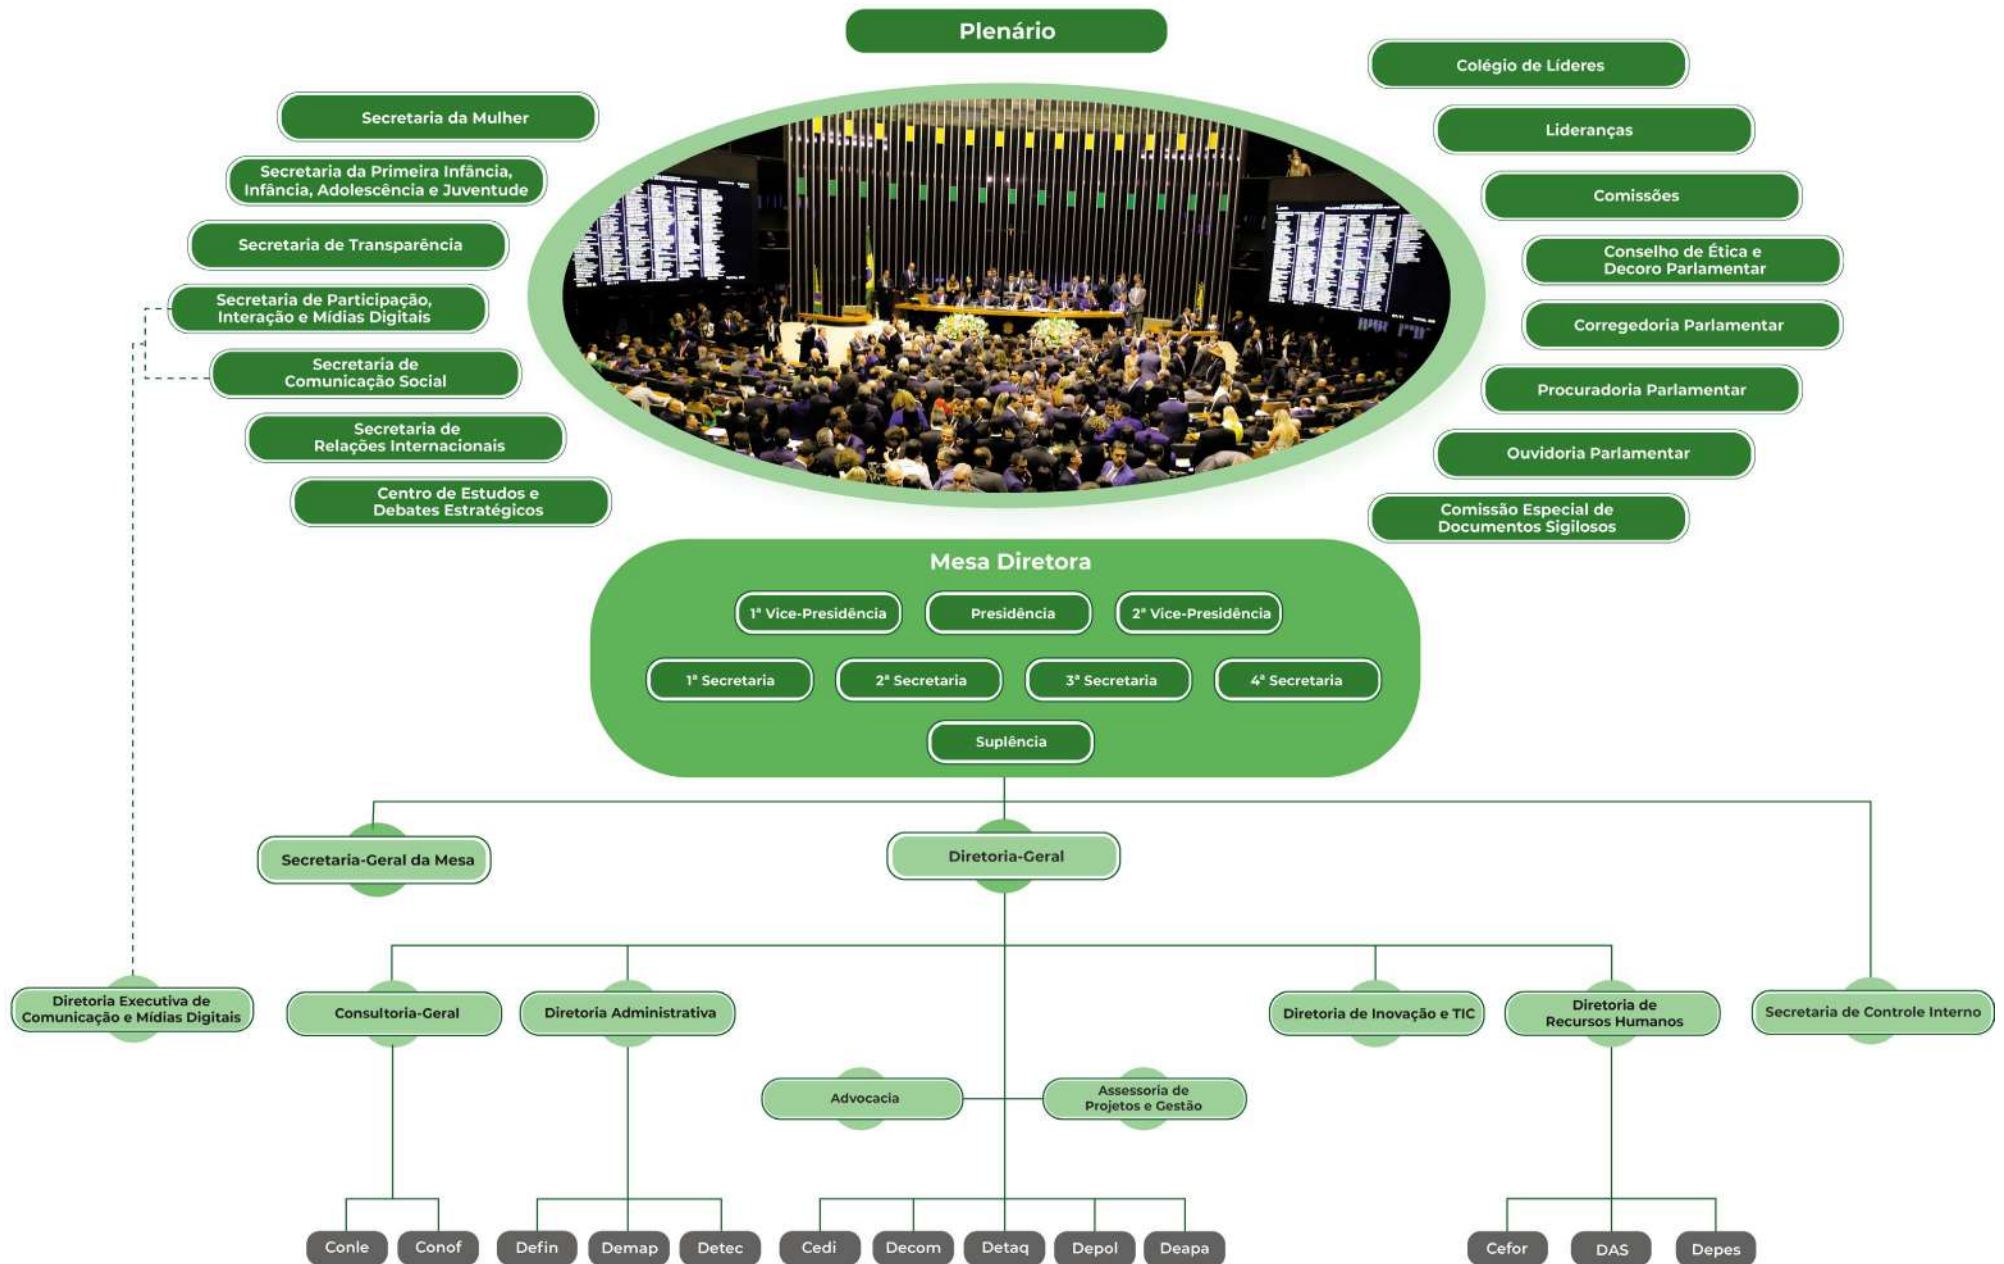 Plenário
Colégio de Líderes
Lideranças
Comissões
Conselho de Ética e
Decoro Parlamentar
Corregedoria Parlamentar
Procuradoria Parlamentar
Ouvidoria Parlamentar
Comissão Especial de
Documentos Sigilosos
Secretaria da Mulher
Secretaria da Primeira Infância,
Infância, Adolescência e Juventude
Secretaria de Transparência
Secretaria de Participação,
Interação e Mídias Digitais
Secretaria de
Comunicação Social
Secretaria de
Relações Internacionais
Centro de Estudos e
Debates Estratégicos
Mesa Diretora
1ª Vice-Presidência
Presidência
2ª Vice-Presidência
1ª Secretaria
2ª Secretaria
3ª Secretaria
4ª Secretaria
Suplência
Secretaria-Geral da Mesa
Diretoria-Geral
Diretoria Executiva de
Comunicação e Mídias Digitais
Consultoria-Geral
Diretoria Administrativa
Diretoria de Inovação e TIC
Diretoria de
Recursos Humanos
Secretaria de Controle Interno
Advocacia
Assessoria de
Projetos e Gestão
Conle
Conof
Defin
Demap
Detec
Cedi
Decom
Detaq
Depol
Deapa
Cefor
DAS
Depes